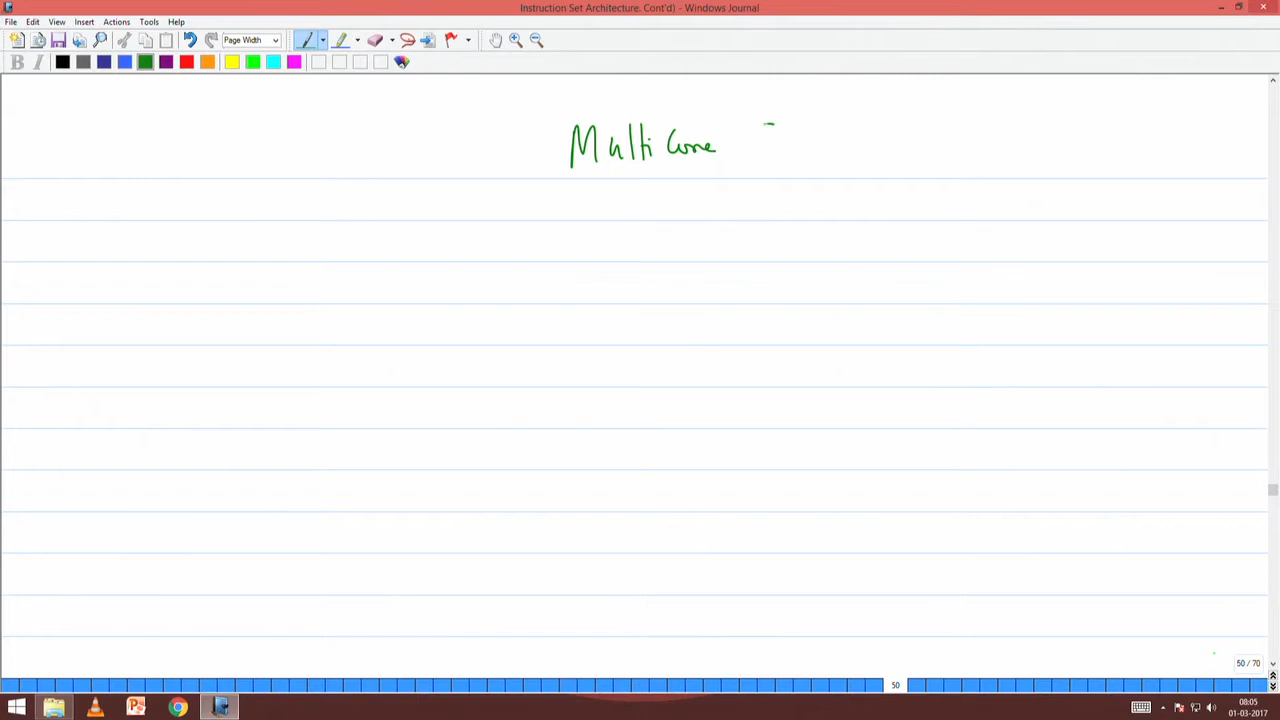 Instruction Set Architecture. Cont'd) - Windows Journal
File Edit View Insert Actions Tools Help
Page Width
B I
Multi Core
50 / 70
50
08:05
01-03-2017